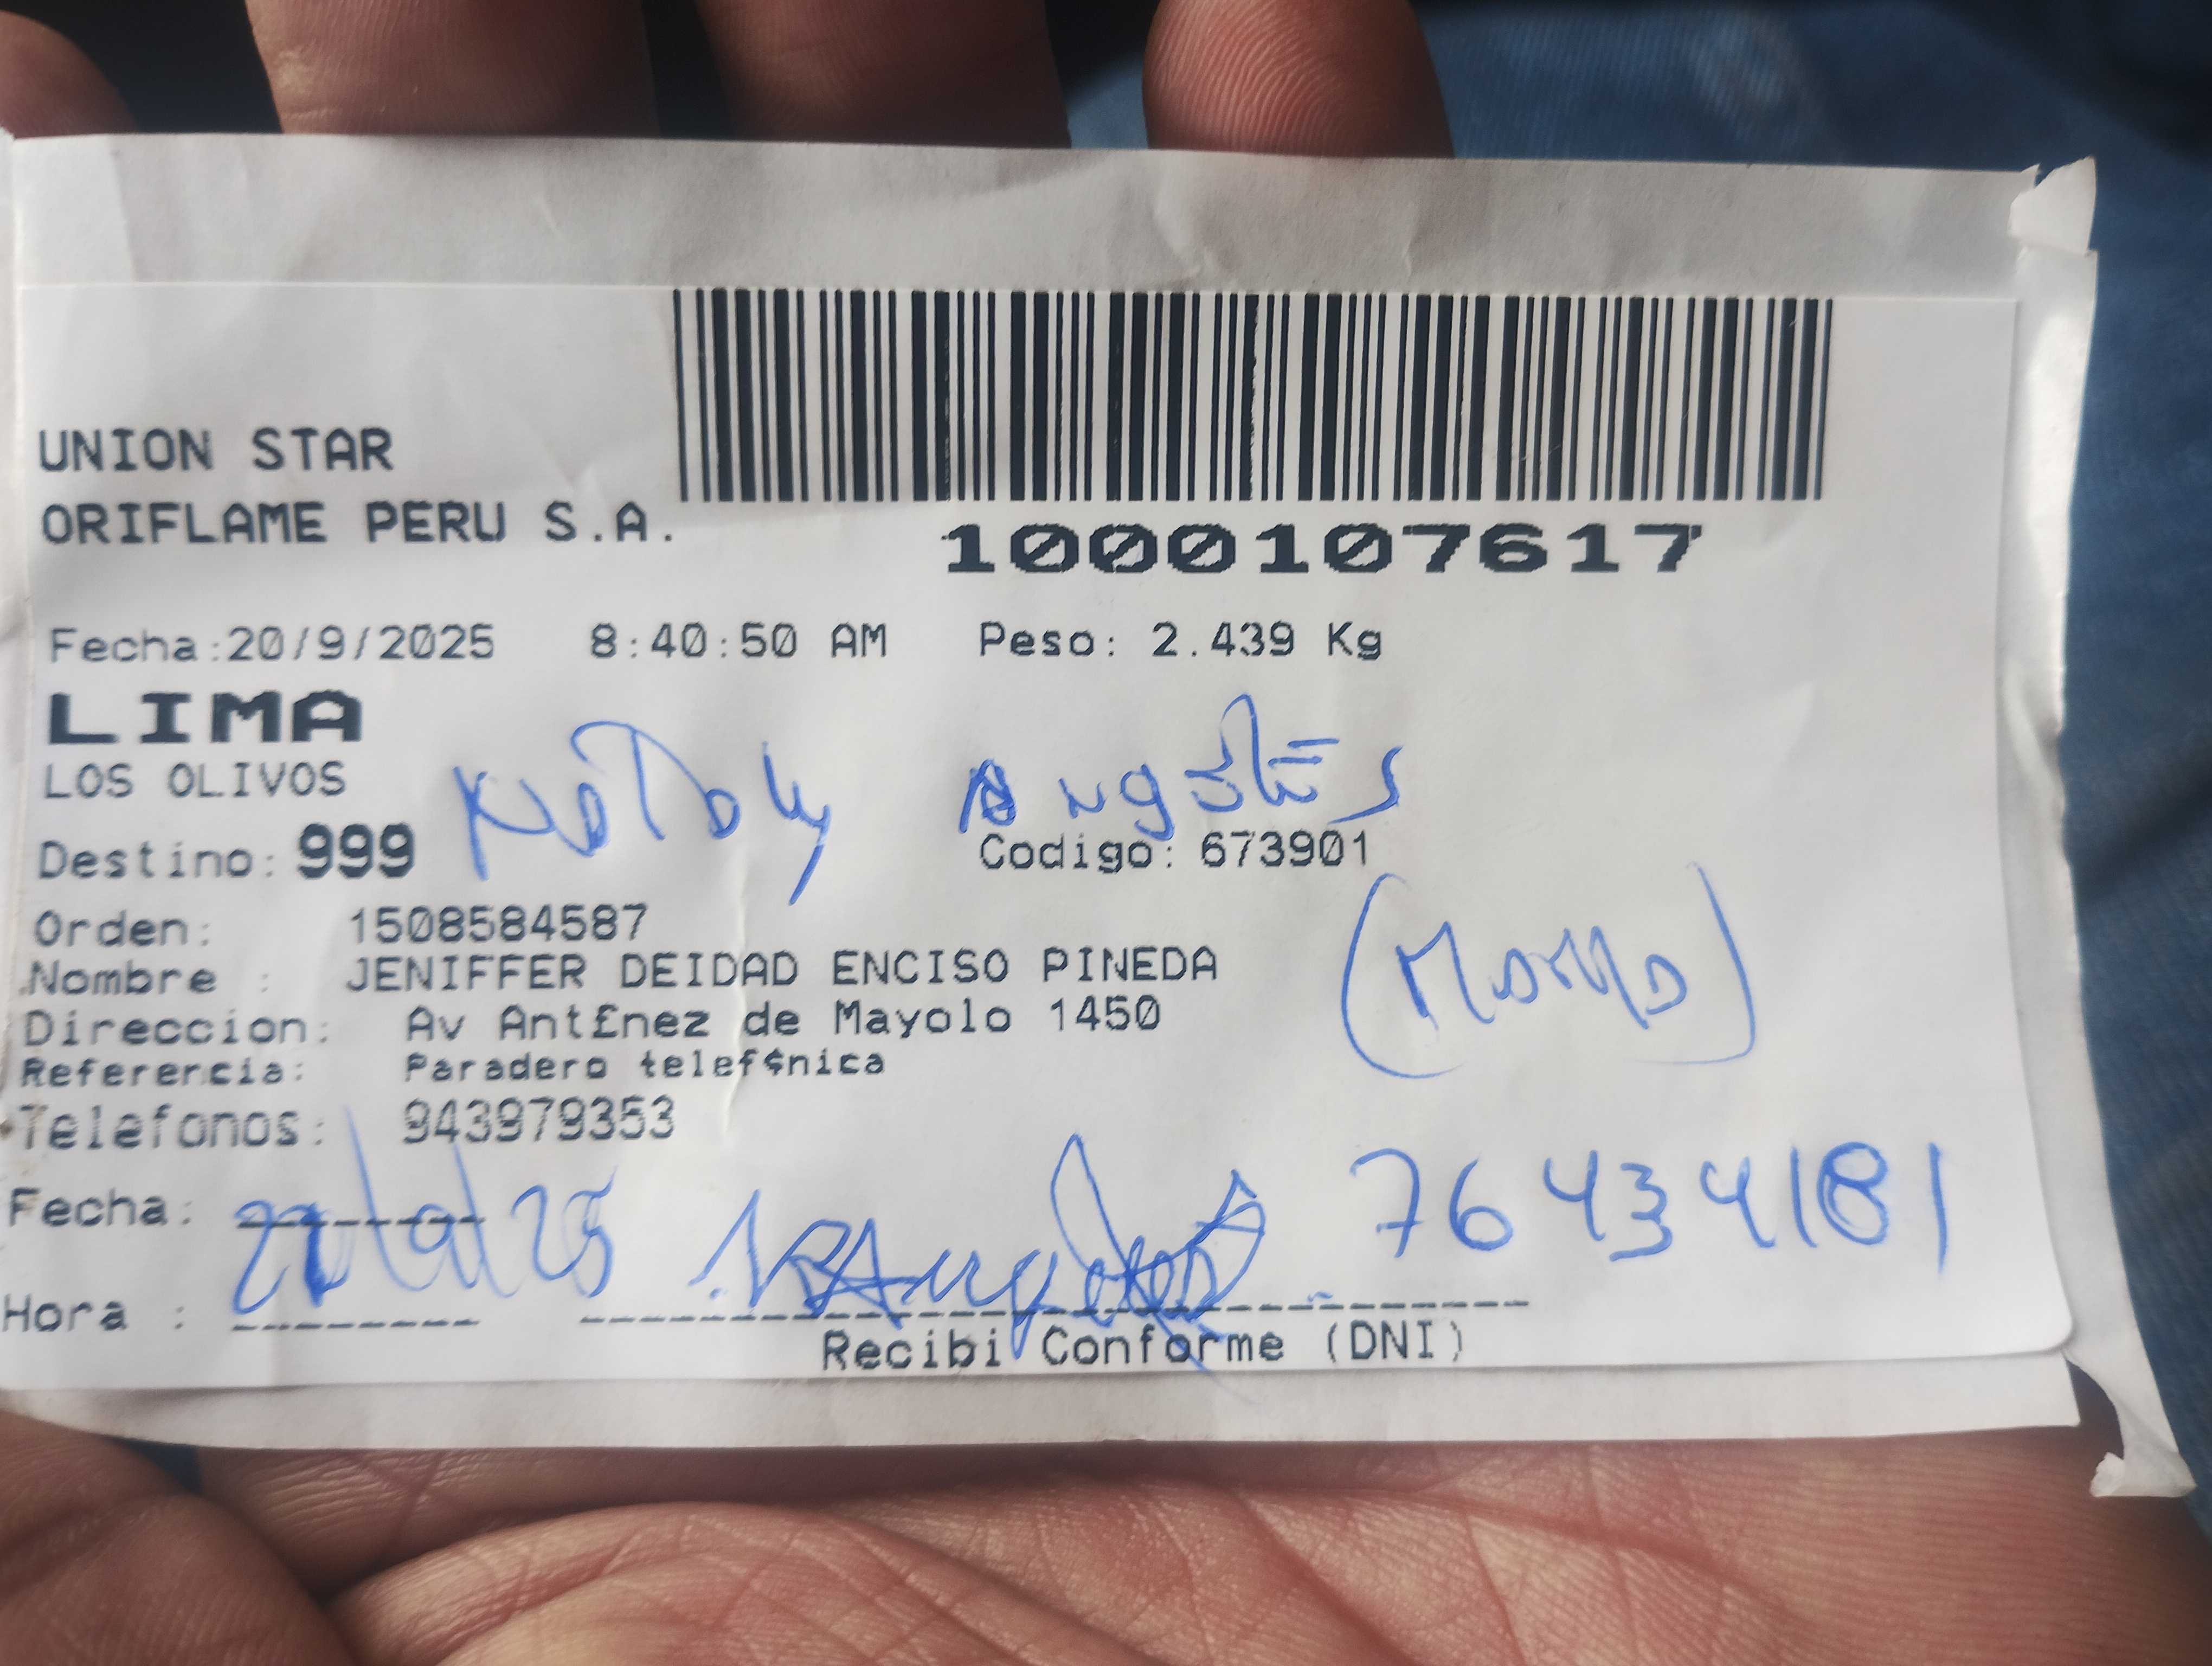 UNION STAR
ORIFLAME PERU S.A.
1000107617
Fecha:20/9/2025 8:40:50 AM Peso: 2.439 Kg
LIMA
LOS OLIVOS
Destino: 999 Codigo: 673901
Orden: 1508584587
Nombre : JENIFFER DEIDAD ENCISO PINEDA
Direccion: Av Ant£nez de Mayolo 1450
Referencia: Paradero telef¢nica
Telefonos: 943979353
Fecha: 76434181
Hora :
Recibi Conforme (DNI)